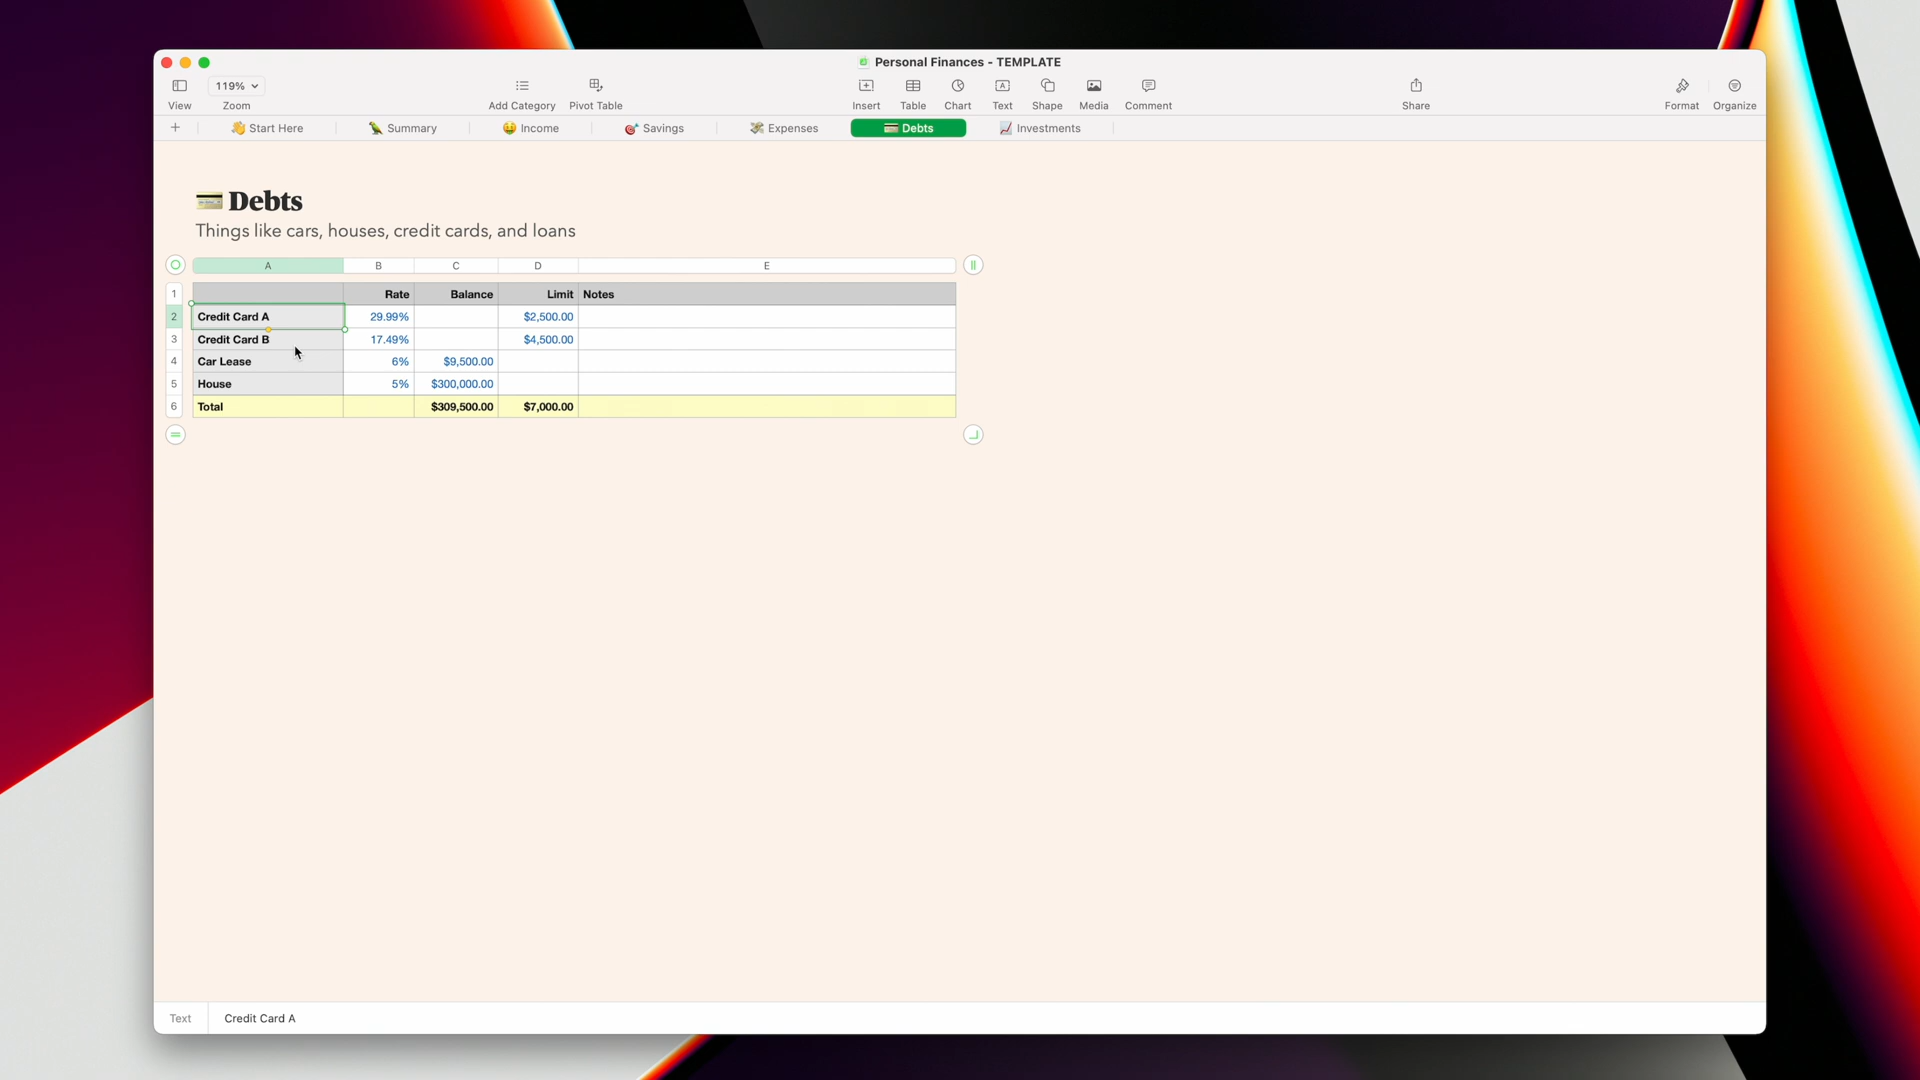 Personal Finances - TEMPLATE
119%
View Zoom Add Category Pivot Table Insert Table Chart Text Shape Media Comment Share Format Organize
Start Here Summary Income Savings Expenses Debts Investments
Debts
Things like cars, houses, credit cards, and loans
A B C D E
1 Rate Balance Limit Notes
2 Credit Card A 29.99% $2,500.00
3 Credit Card B 17.49% $4,500.00
4 Car Lease 6% $9,500.00
5 House 5% $300,000.00
6 Total $309,500.00 $7,000.00
Text Credit Card A